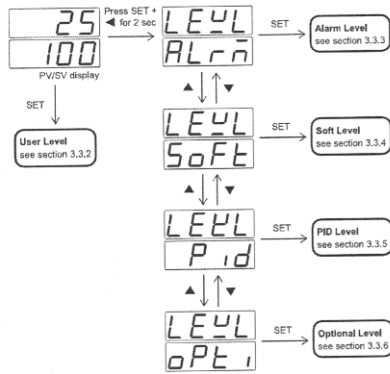 25
100
PV/SV display
SET
User Level
see section 3.3.2
Press SET +
◀ for 2 sec
LEVL
ALrm
SET
Alarm Level
see section 3.3.3
▲ ▼
LEVL
SoFt
SET
Soft Level
see section 3.3.4
▲ ▼
LEVL
Pid
SET
PID Level
see section 3.3.5
▲ ▼
LEVL
oPti
SET
Optional Level
see section 3.3.6